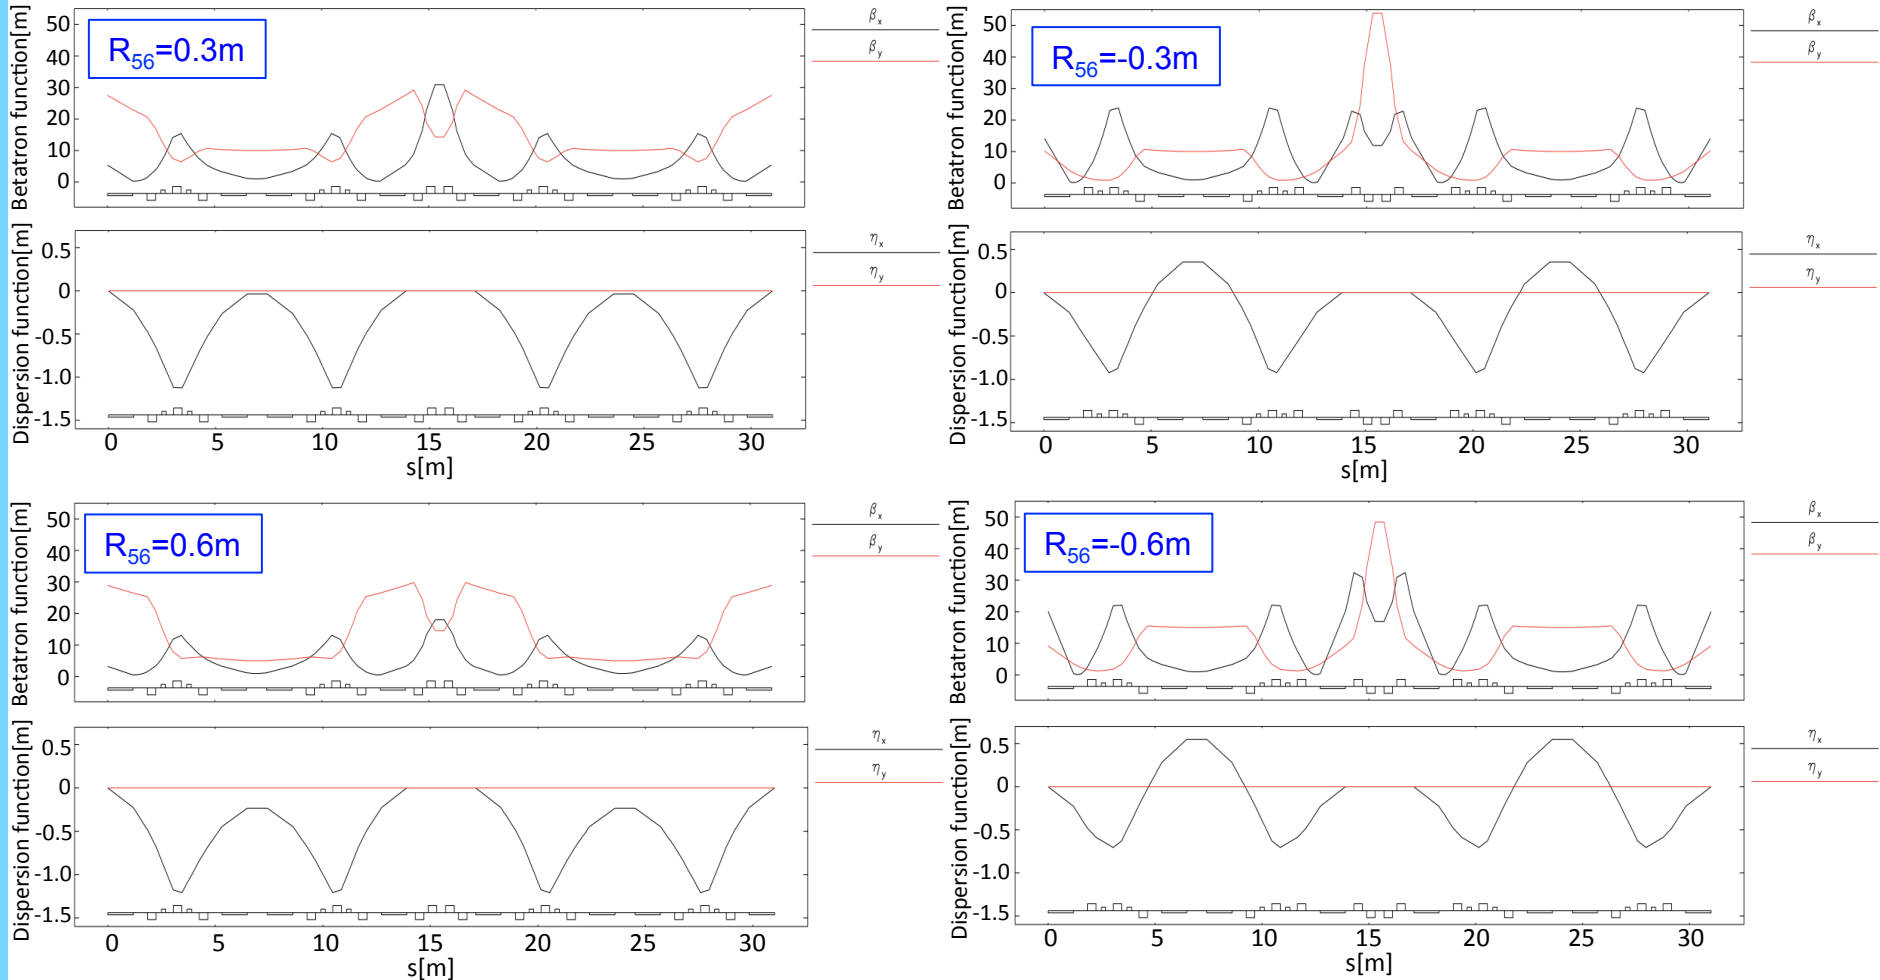 Betatron function[m]
50
40
30
20
10
0
R56=0.3m
βx
βy
Dispersion function[m]
0.5
0
-0.5
-1.0
-1.5
ηx
ηy
0 5 10 15 20 25 30
s[m]
Betatron function[m]
50
40
30
20
10
0
R56=-0.3m
βx
βy
Dispersion function[m]
0.5
0
-0.5
-1.0
-1.5
ηx
ηy
0 5 10 15 20 25 30
s[m]
Betatron function[m]
50
40
30
20
10
0
R56=0.6m
βx
βy
Dispersion function[m]
0.5
0
-0.5
-1.0
-1.5
ηx
ηy
0 5 10 15 20 25 30
s[m]
Betatron function[m]
50
40
30
20
10
0
R56=-0.6m
βx
βy
Dispersion function[m]
0.5
0
-0.5
-1.0
-1.5
ηx
ηy
0 5 10 15 20 25 30
s[m]